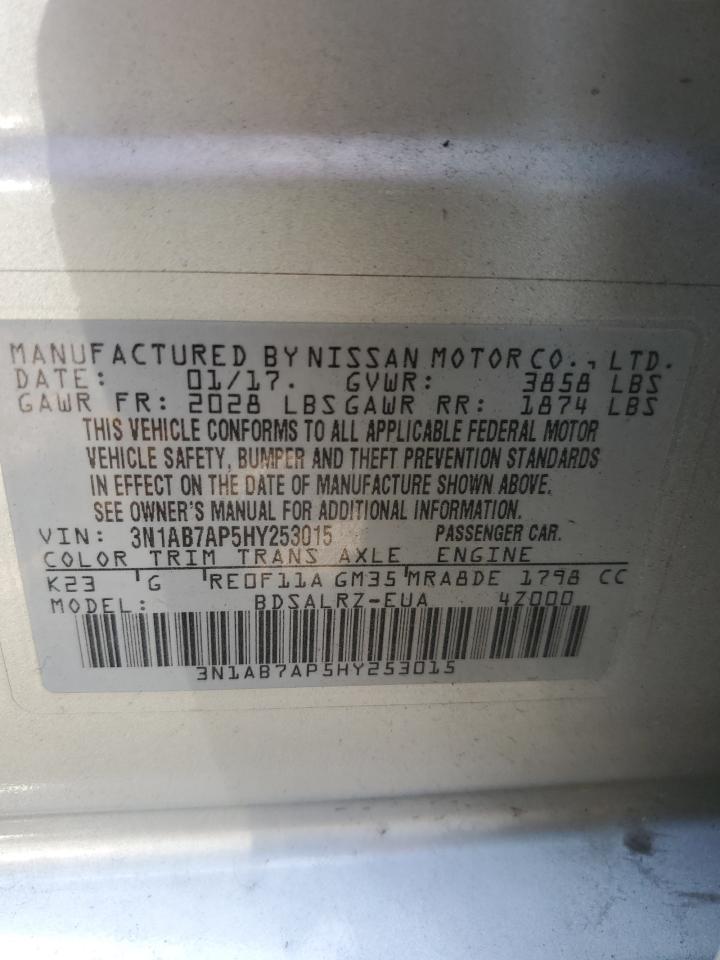 MANUFACTURED BY NISSAN MOTOR CO., LTD.
DATE: 01/17. GVWR: 3858 LBS
GAWR FR: 2028 LBS GAWR RR: 1874 LBS
THIS VEHICLE CONFORMS TO ALL APPLICABLE FEDERAL MOTOR
VEHICLE SAFETY, BUMPER AND THEFT PREVENTION STANDARDS
IN EFFECT ON THE DATE OF MANUFACTURE SHOWN ABOVE.
SEE OWNER'S MANUAL FOR ADDITIONAL INFORMATION.
VIN: 3N1AB7AP5HY253015 PASSENGER CAR.
COLOR TRIM TRANS AXLE ENGINE
K23 G RE0F11A GM35 MRA8DE 1798 CC
MODEL: BDSALRZ-EUA 4Z000
3N1AB7AP5HY253015